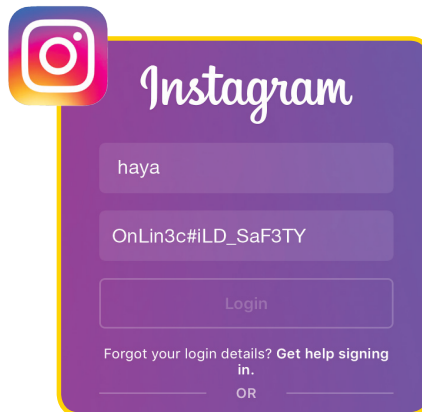 Instagram
haya
OnLin3c#iLD_SaF3TY
Login
Forgot your login details? Get help signing
in.
OR